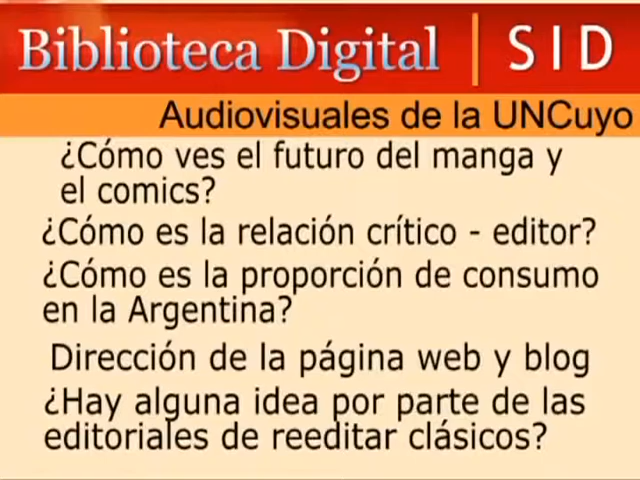 Biblioteca Digital | SID
Audiovisuales de la UNCuyo
¿Cómo ves el futuro del manga y
el comics?
¿Cómo es la relación crítico - editor?
¿Cómo es la proporción de consumo
en la Argentina?
Dirección de la página web y blog
¿Hay alguna idea por parte de las
editoriales de reeditar clásicos?